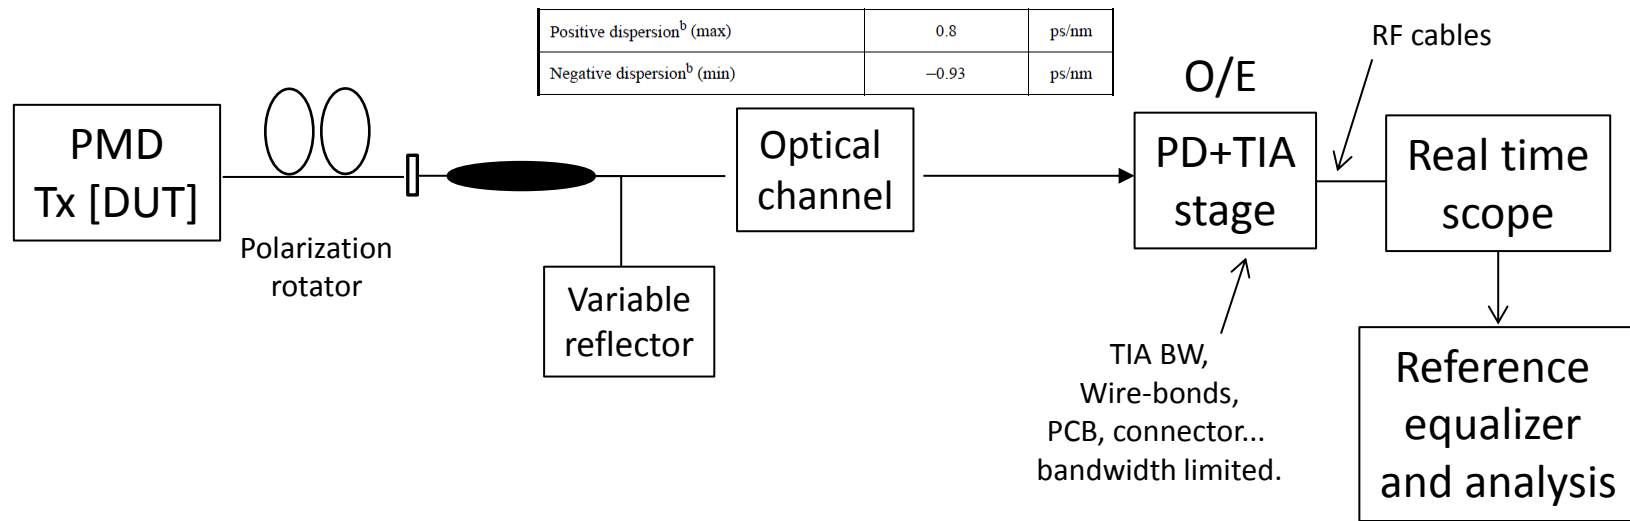 Positive dispersionᵇ (max) 0.8 ps/nm
Negative dispersionᵇ (min) −0.93 ps/nm
RF cables
O/E
PMD
Tx [DUT]
Polarization
rotator
Variable
reflector
Optical
channel
PD+TIA
stage
TIA BW,
Wire-bonds,
PCB, connector...
bandwidth limited.
Real time
scope
Reference
equalizer
and analysis